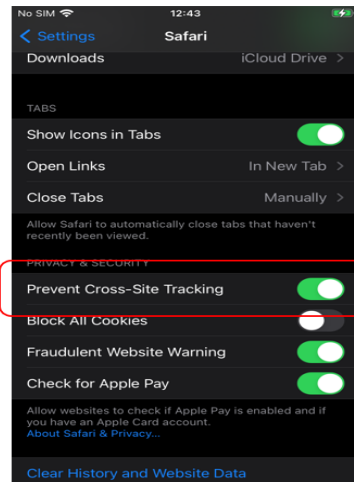 No SIM 12:43
Settings Safari
Downloads iCloud Drive >
TABS
Show Icons in Tabs
Open Links In New Tab >
Close Tabs Manually >
Allow Safari to automatically close tabs that haven't
recently been viewed.
PRIVACY & SECURITY
Prevent Cross-Site Tracking
Block All Cookies
Fraudulent Website Warning
Check for Apple Pay
Allow websites to check if Apple Pay is enabled and if
you have an Apple Card account.
About Safari & Privacy...
Clear History and Website Data